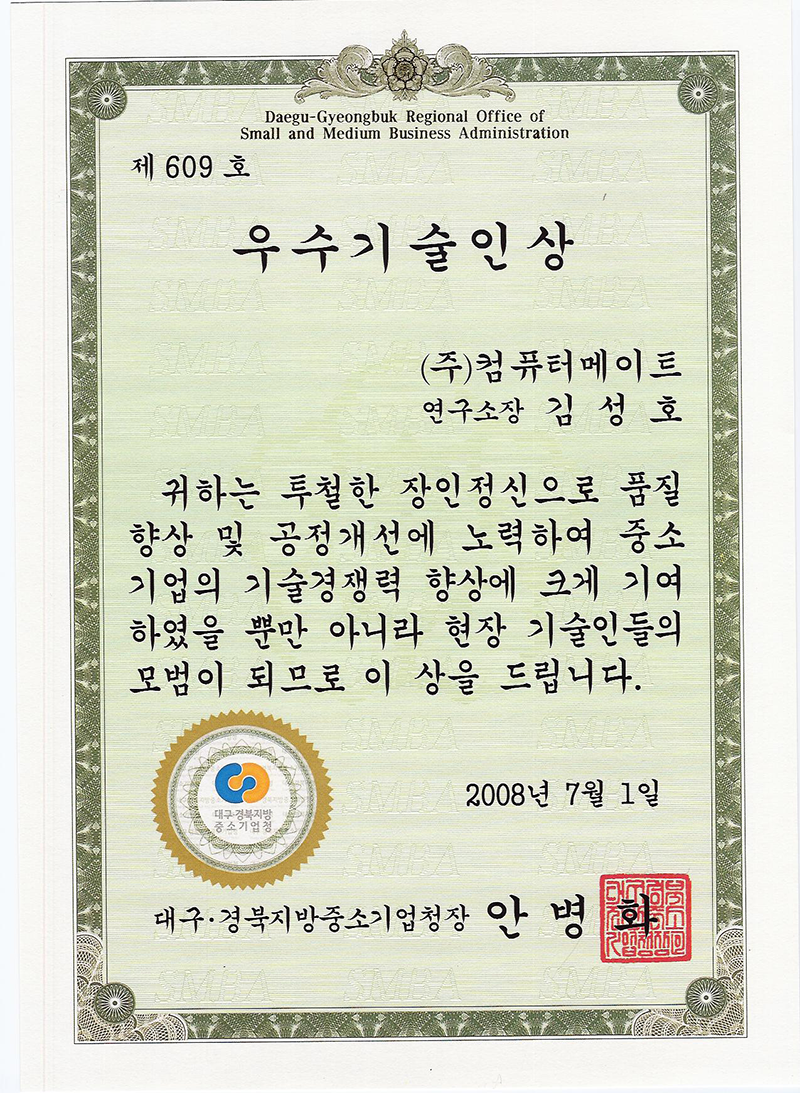 Daegu-Gyeongbuk Regional Office of
Small and Medium Business Administration
제 609 호
우수기술인상
(주)컴퓨터메이트
연구소장 김 성 호
귀하는 투철한 장인정신으로 품질
향상 및 공정개선에 노력하여 중소
기업의 기술경쟁력 향상에 크게 기여
하였을 뿐만 아니라 현장 기술인들의
모범이 되므로 이 상을 드립니다.
2008년 7월 1일
대구·경북지방
중소기업청
대구·경북지방중소기업청장 안 병 화